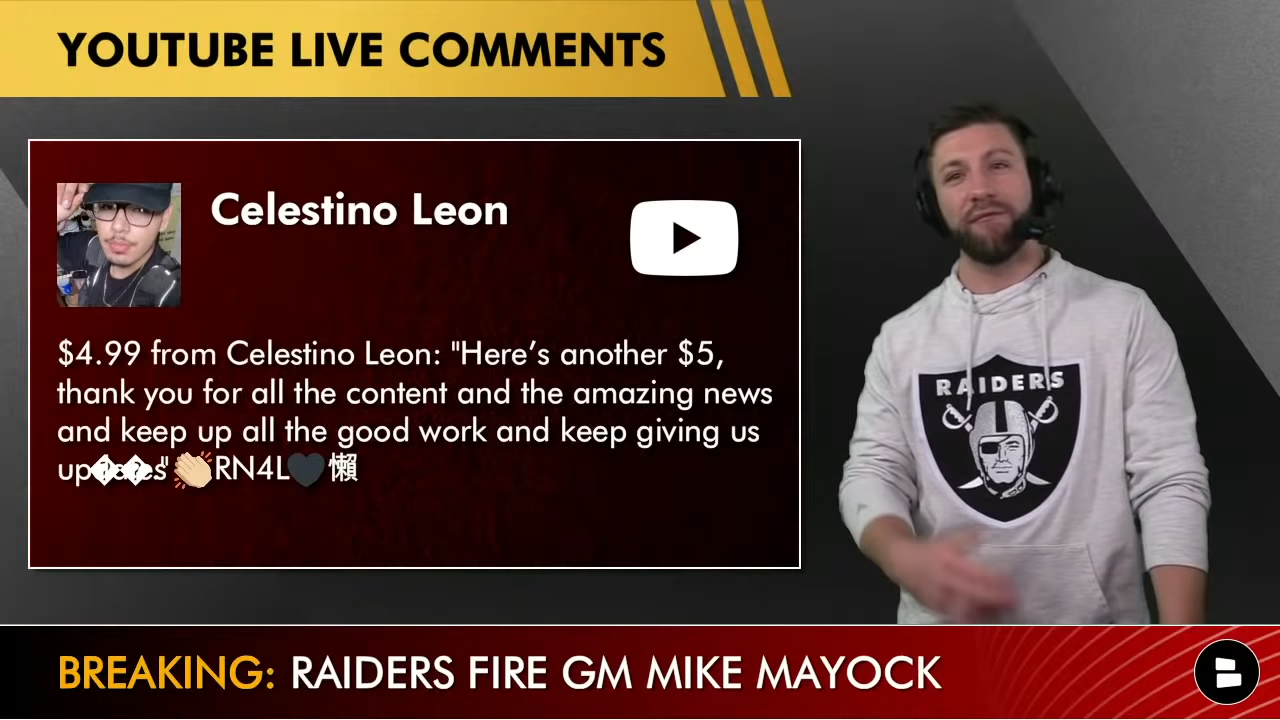 YOUTUBE LIVE COMMENTS
Celestino Leon
$4.99 from Celestino Leon: "Here's another $5,
thank you for all the content and the amazing news
and keep up all the good work and keep giving us
RN4L🖤懶
RAIDERS
BREAKING: RAIDERS FIRE GM MIKE MAYOCK